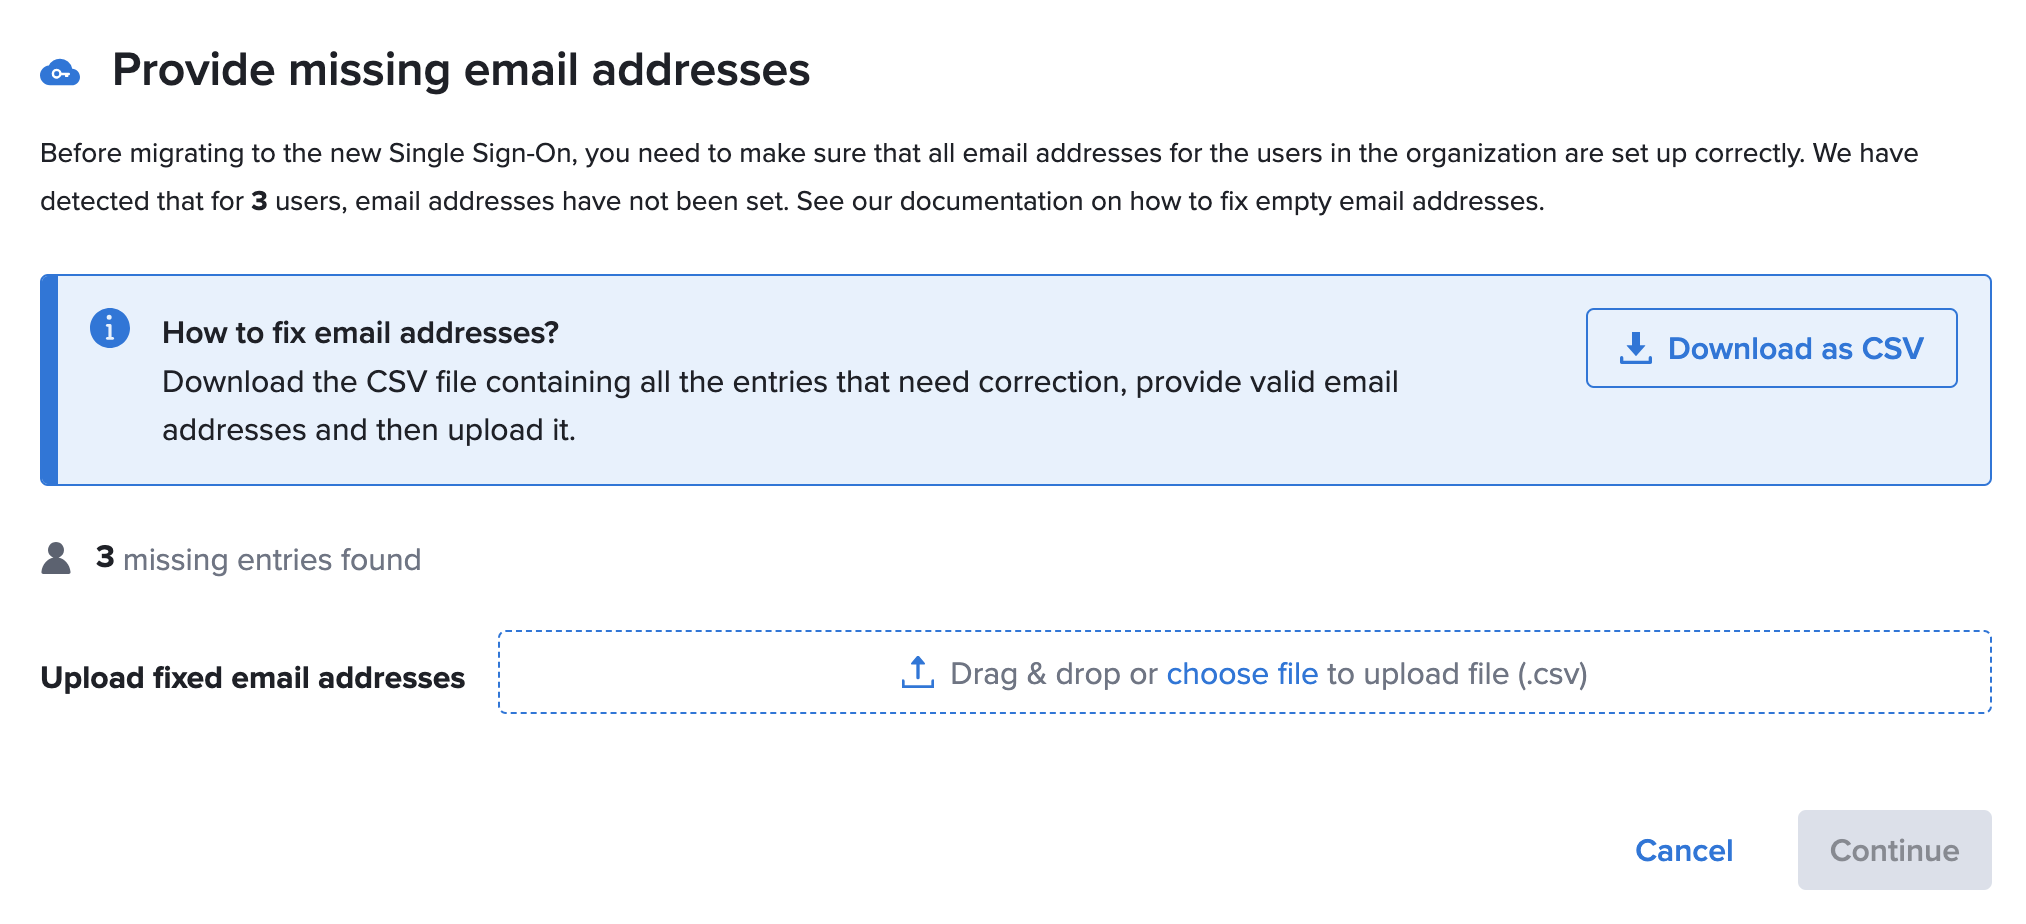 Provide missing email addresses
Before migrating to the new Single Sign-On, you need to make sure that all email addresses for the users in the organization are set up correctly. We have
detected that for 3 users, email addresses have not been set. See our documentation on how to fix empty email addresses.
How to fix email addresses?
Download the CSV file containing all the entries that need correction, provide valid email
addresses and then upload it.
Download as CSV
3 missing entries found
Upload fixed email addresses
Drag & drop or choose file to upload file (.csv)
Cancel
Continue